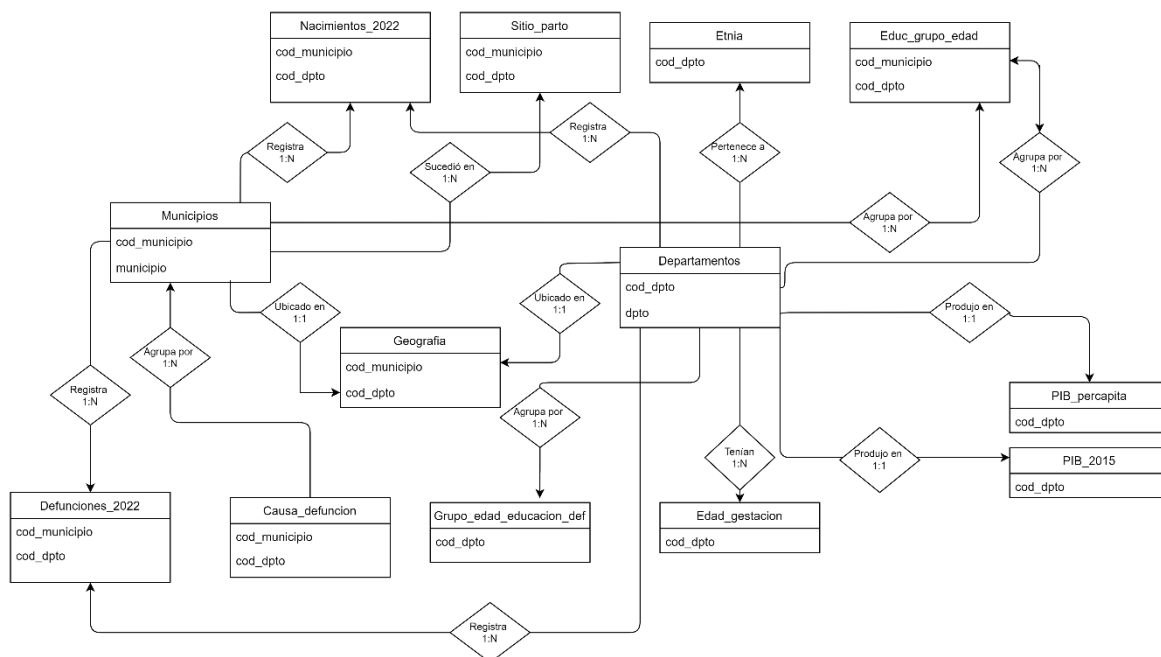 Nacimientos_2022
cod_municipio
cod_dpto
Sitio_parto
cod_municipio
cod_dpto
Etnia
cod_dpto
Educ_grupo_edad
cod_municipio
cod_dpto
Registra
1:N
Sucedió en
1:N
Registra
1:N
Pertenece a
1:N
Agrupa por
1:N
Municipios
cod_municipio
municipio
Agrupa por
1:N
Departamentos
cod_dpto
dpto
Ubicado en
1:1
Ubicado en
1:1
Produjo en
1:1
Geografia
cod_municipio
cod_dpto
Agrupa por
1:N
Registra
1:N
Agrupa por
1:N
PIB_percapita
cod_dpto
Tenían
1:N
Produjo en
1:1
PIB_2015
cod_dpto
Defunciones_2022
cod_municipio
cod_dpto
Causa_defuncion
cod_municipio
cod_dpto
Grupo_edad_educacion_def
cod_dpto
Edad_gestacion
cod_dpto
Registra
1:N